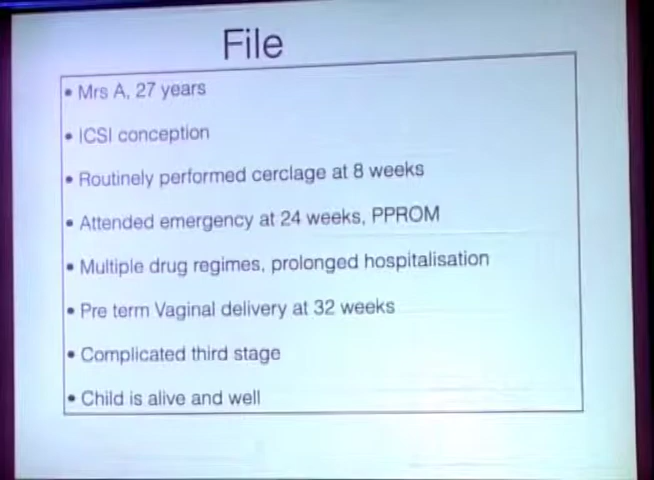 File
• Mrs A, 27 years
• ICSI conception
• Routinely performed cerclage at 8 weeks
• Attended emergency at 24 weeks, PPROM
• Multiple drug regimes, prolonged hospitalisation
• Pre term Vaginal delivery at 32 weeks
• Complicated third stage
• Child is alive and well